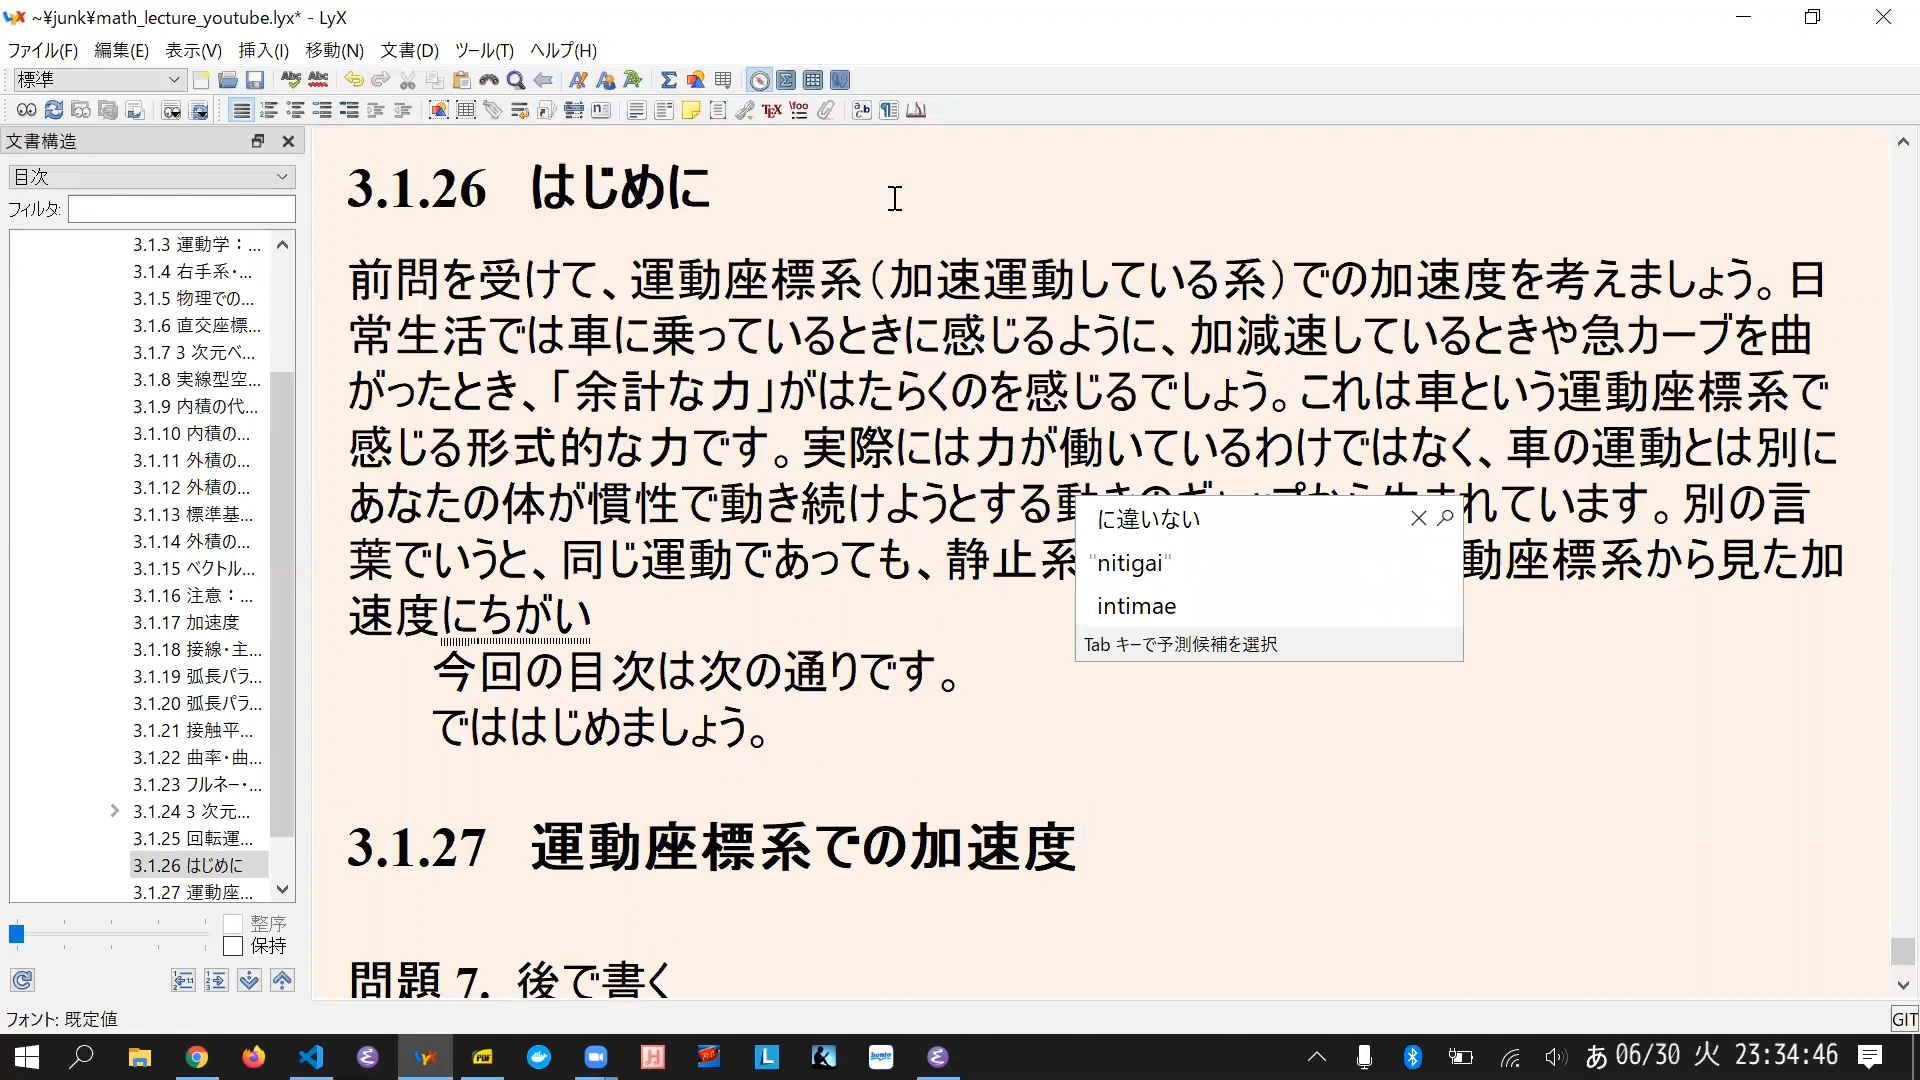 ~¥junk¥math_lecture_youtube.lyx* - LyX
ファイル(F) 編集(E) 表示(V) 挿入(I) 移動(N) 文書(D) ツール(T) ヘルプ(H)
標準
文書構造
目次
フィルタ:
3.1.3 運動学：...
3.1.4 右手系・...
3.1.5 物理での...
3.1.6 直交座標...
3.1.7 3 次元ベ...
3.1.8 実線型空...
3.1.9 内積の代...
3.1.10 内積の...
3.1.11 外積の...
3.1.12 外積の...
3.1.13 標準基...
3.1.14 外積の...
3.1.15 ベクトル...
3.1.16 注意：...
3.1.17 加速度
3.1.18 接線・主...
3.1.19 弧長パラ...
3.1.20 弧長パラ...
3.1.21 接触平...
3.1.22 曲率・曲...
3.1.23 フルネー・...
3.1.24 3 次元...
3.1.25 回転運...
3.1.26 はじめに
3.1.27 運動座...
整序
保持
3.1.26 はじめに
前問を受けて、運動座標系（加速運動している系）での加速度を考えましょう。日
常生活では車に乗っているときに感じるように、加減速しているときや急カーブを曲
がったとき、「余計な力」がはたらくのを感じるでしょう。これは車という運動座標系で
感じる形式的な力です。実際には力が働いているわけではなく、車の運動とは別に
あなたの体が慣性で動き続けようとする動きのギャップから生まれています。別の言
葉でいうと、同じ運動であっても、静止系 動座標系から見た加
速度にちがい
今回の目次は次の通りです。
でははじめましょう。
3.1.27 運動座標系での加速度
問題 7. 後で書く
に違いない
"nitigai"
intimae
Tab キーで予測候補を選択
フォント: 既定値
GIT
あ 06/30 火 23:34:46